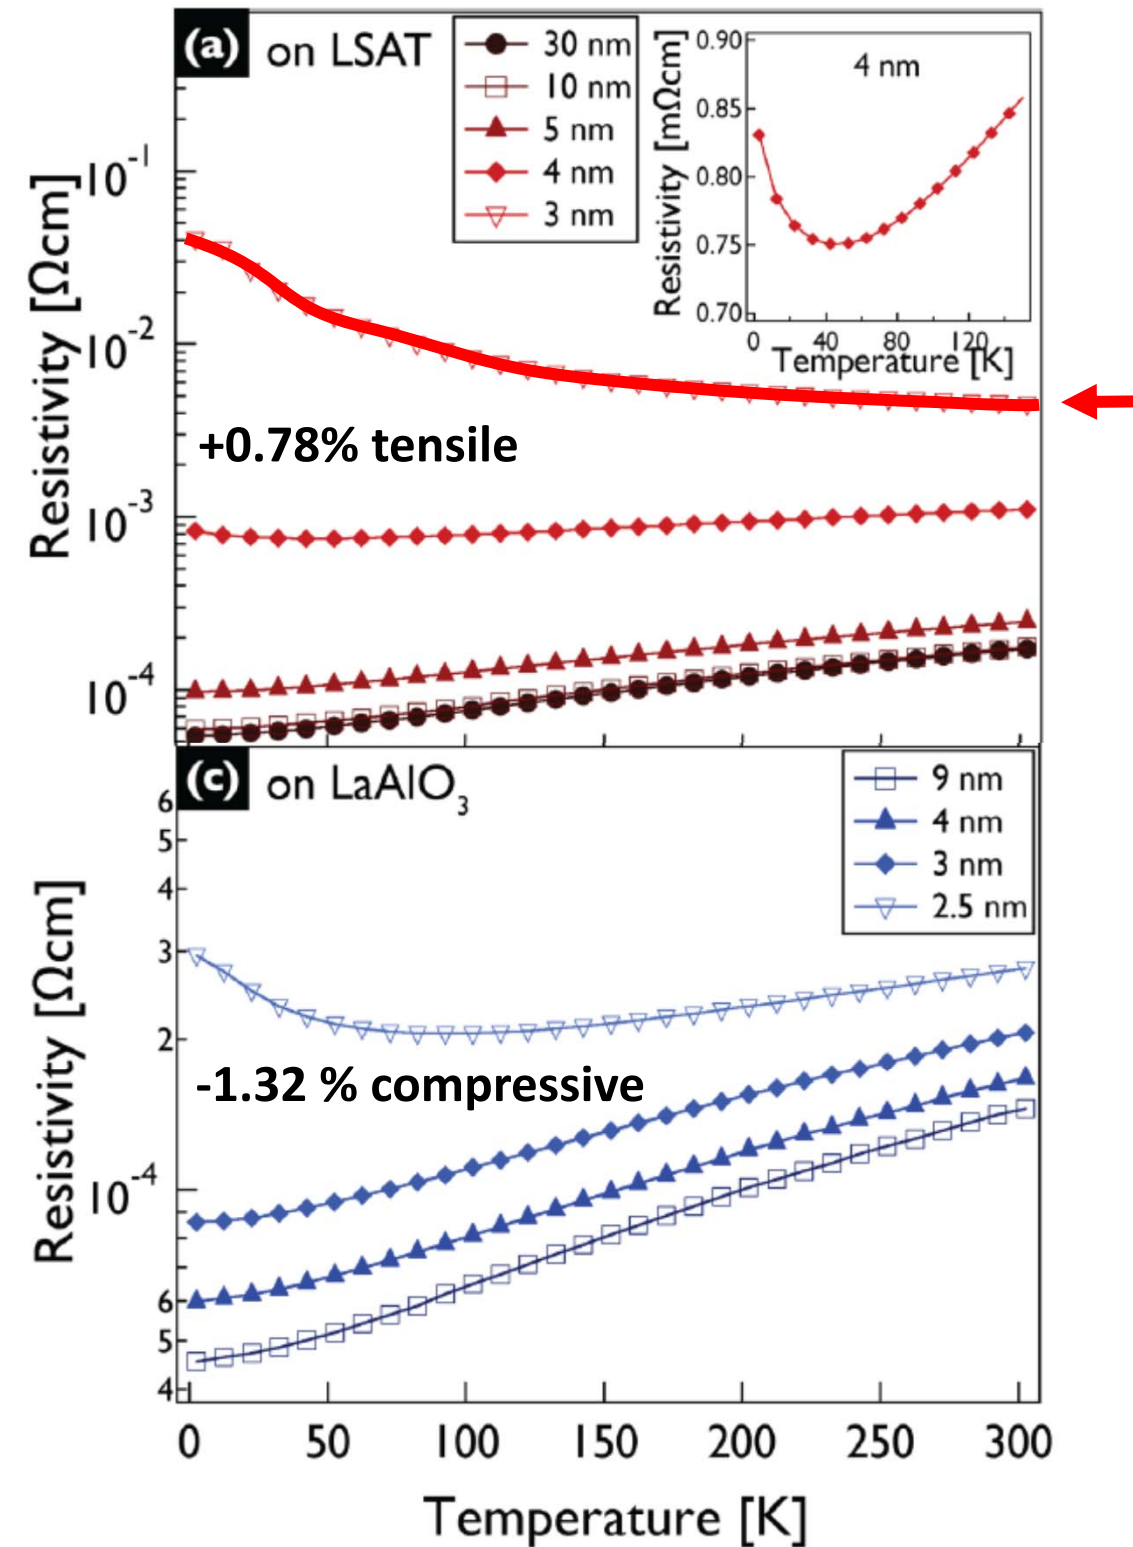 (a) on LSAT
30 nm
10 nm
5 nm
4 nm
3 nm
4 nm
Resistivity [mΩcm]
0.90
0.85
0.80
0.75
0.70
0 40 80 120
Temperature [K]
Resistivity [Ωcm]
10-1
10-2
10-3
10-4
+0.78% tensile
(c) on LaAlO3
9 nm
4 nm
3 nm
2.5 nm
Resistivity [Ωcm]
6
5
4
3
2
10-4
6
5
4
-1.32 % compressive
0 50 100 150 200 250 300
Temperature [K]